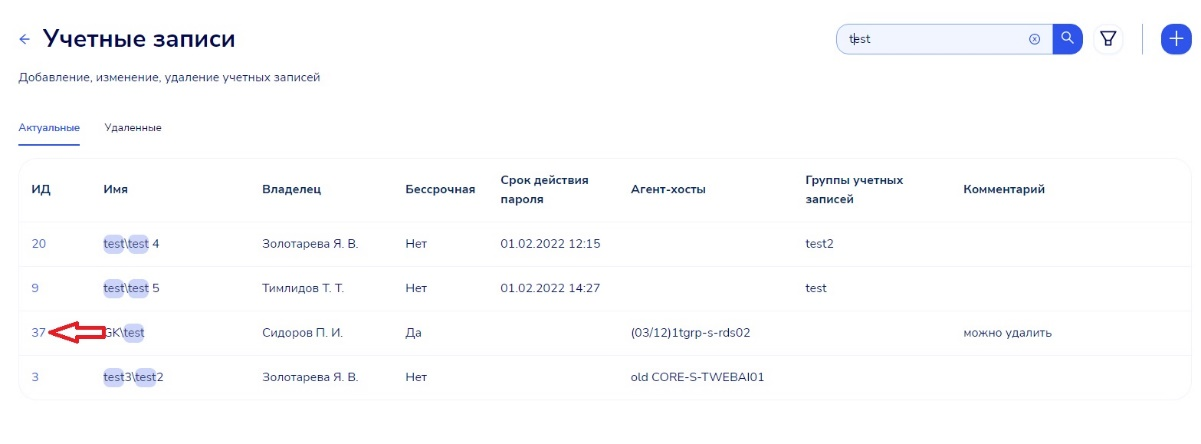 Учетные записи
test
Добавление, изменение, удаление учетных записей
Актуальные Удаленные
ИД Имя Владелец Бессрочная Срок действия пароля Агент-хосты Группы учетных записей Комментарий
20 test\test 4 Золотарева Я. В. Нет 01.02.2022 12:15 test2
9 test\test 5 Тимлидов Т. Т. Нет 01.02.2022 14:27 test
37 GK\test Сидоров П. И. Да (03/12)1tgrp-s-rds02 можно удалить
3 test3\test2 Золотарева Я. В. Нет old CORE-S-TWEBAI01